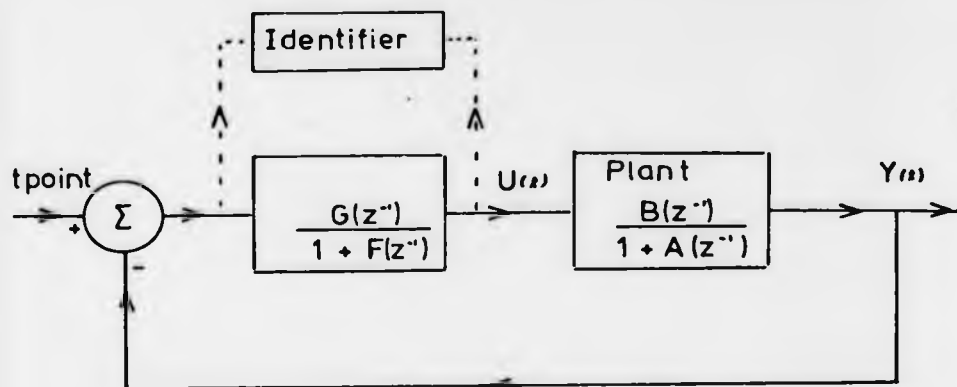 Identifier
tpoint
Σ
+
-
G(z⁻¹)
1 + F(z⁻¹)
U(z)
Plant
B(z⁻¹)
1 + A(z⁻¹)
Y(z)